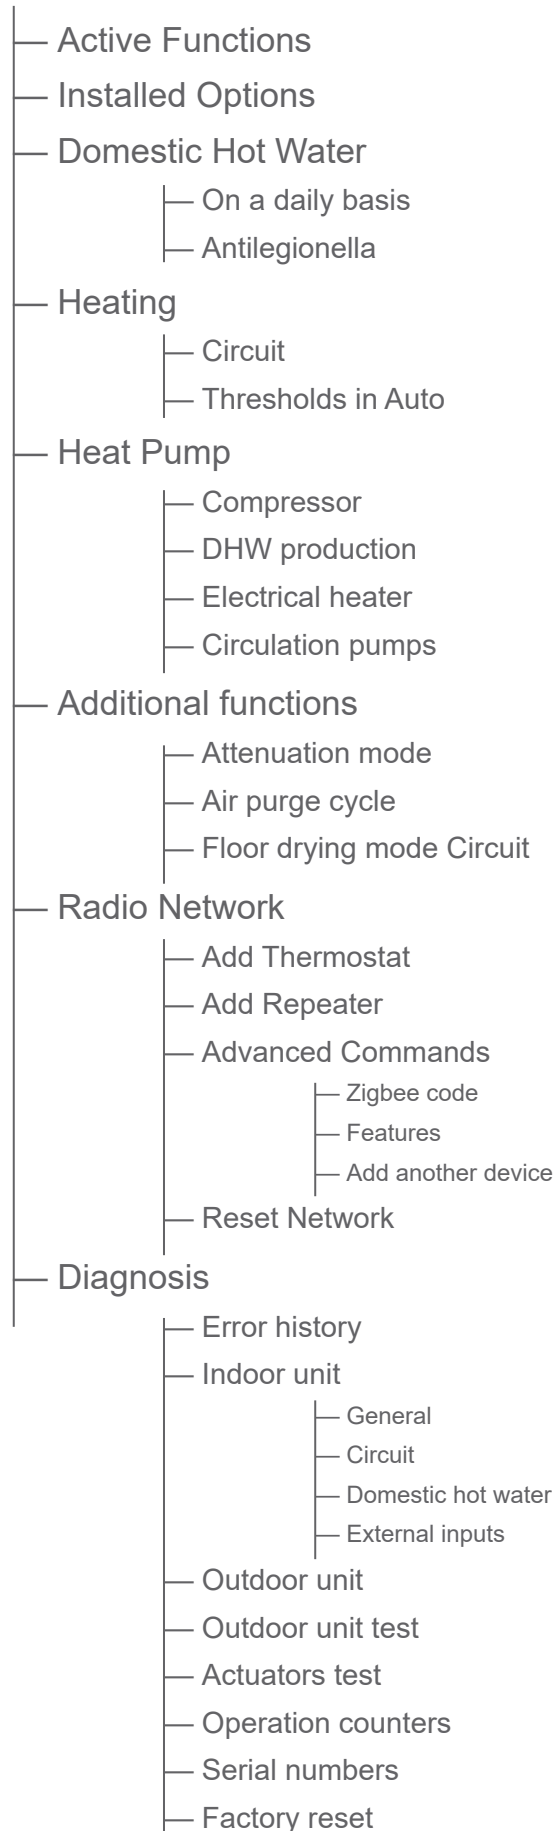 Active Functions
Installed Options
Domestic Hot Water
On a daily basis
Antilegionella
Heating
Circuit
Thresholds in Auto
Heat Pump
Compressor
DHW production
Electrical heater
Circulation pumps
Additional functions
Attenuation mode
Air purge cycle
Floor drying mode Circuit
Radio Network
Add Thermostat
Add Repeater
Advanced Commands
Zigbee code
Features
Add another device
Reset Network
Diagnosis
Error history
Indoor unit
General
Circuit
Domestic hot water
External inputs
Outdoor unit
Outdoor unit test
Actuators test
Operation counters
Serial numbers
Factory reset